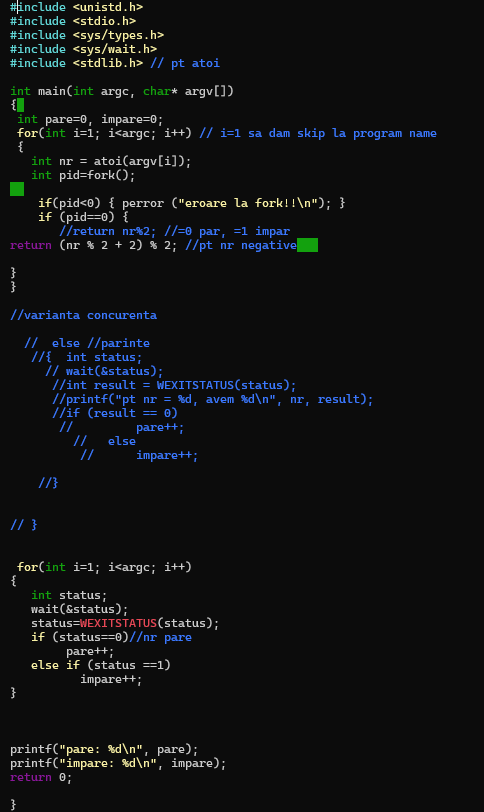 #include <unistd.h>
#include <stdio.h>
#include <sys/types.h>
#include <sys/wait.h>
#include <stdlib.h> // pt atoi
int main(int argc, char* argv[])
{
int pare=0, impare=0;
for(int i=1; i<argc; i++) // i=1 sa dam skip la program name
{
int nr = atoi(argv[i]);
int pid=fork();
if(pid<0) { perror ("eroare la fork!!\n"); }
if (pid==0) {
//return nr%2; //=0 par, =1 impar
return (nr % 2 + 2) % 2; //pt nr negative
}
}
//varianta concurenta
// else //parinte
//{ int status;
// wait(&status);
//int result = WEXITSTATUS(status);
//printf("pt nr = %d, avem %d\n", nr, result);
//if (result == 0)
// pare++;
// else
// impare++;
//}
// }
for(int i=1; i<argc; i++)
{
int status;
wait(&status);
status=WEXITSTATUS(status);
if (status==0)//nr pare
pare++;
else if (status ==1)
impare++;
}
printf("pare: %d\n", pare);
printf("impare: %d\n", impare);
return 0;
}